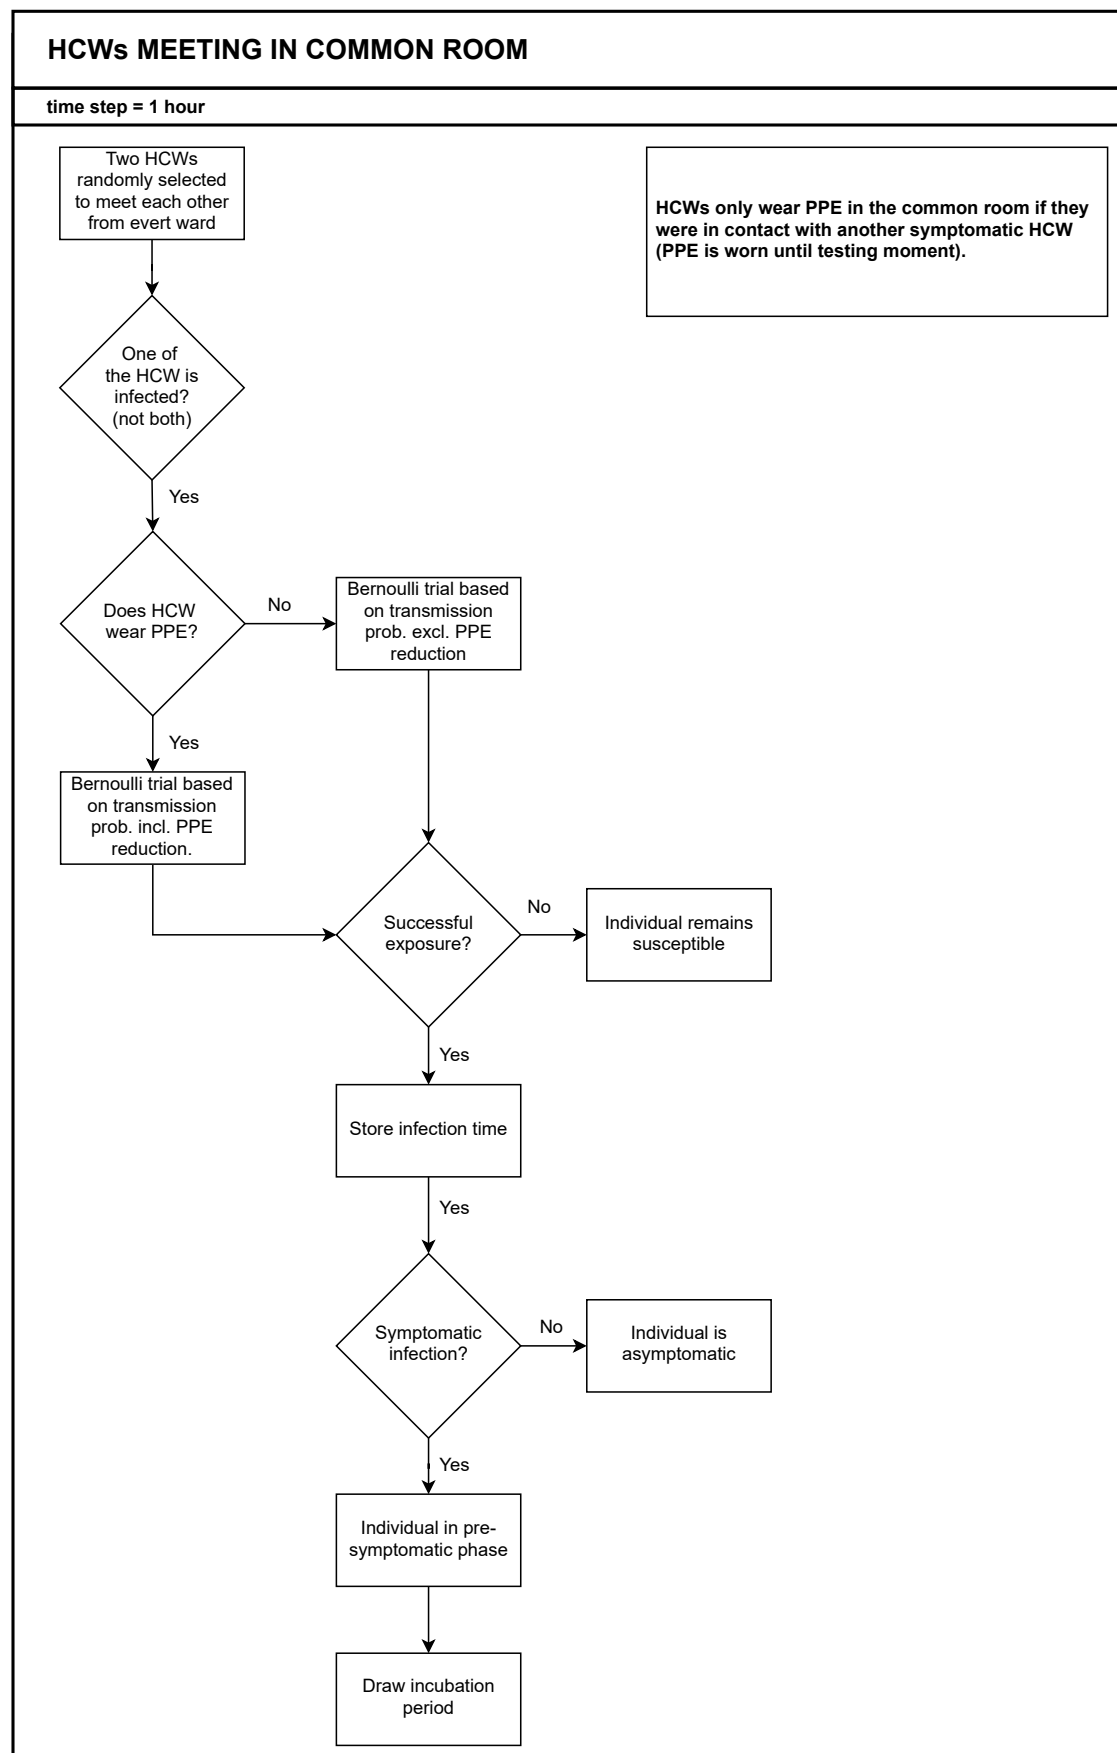 HCWs MEETING IN COMMON ROOM
time step = 1 hour
Two HCWs
randomly selected
to meet each other
from evert ward
HCWs only wear PPE in the common room if they
were in contact with another symptomatic HCW
(PPE is worn until testing moment).
One of
the HCW is
infected?
(not both)
Yes
Does HCW
wear PPE?
No
Bernoulli trial based
on transmission
prob. excl. PPE
reduction
Yes
Bernoulli trial based
on transmission
prob. incl. PPE
reduction.
Successful
exposure?
No
Individual remains
susceptible
Yes
Store infection time
Yes
Symptomatic
infection?
No
Individual is
asymptomatic
Yes
Individual in pre-
symptomatic phase
Draw incubation
period